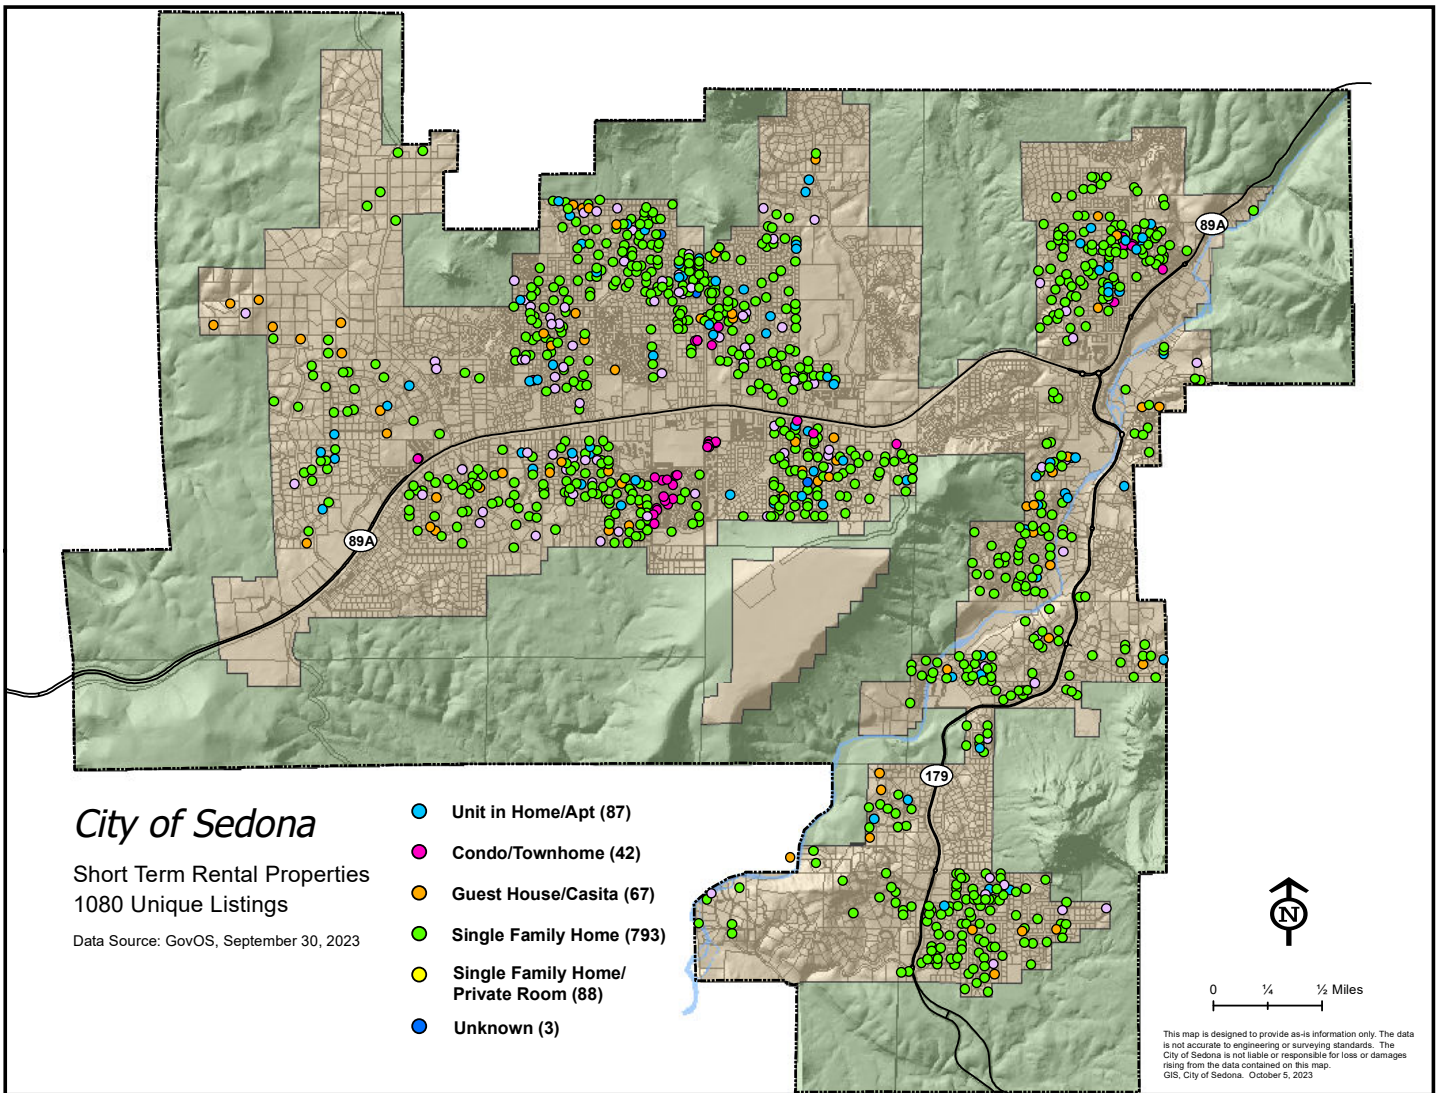 89A
89A
179
City of Sedona
Short Term Rental Properties
1080 Unique Listings
Data Source: GovOS, September 30, 2023
Unit in Home/Apt (87)
Condo/Townhome (42)
Guest House/Casita (67)
Single Family Home (793)
Single Family Home/
Private Room (88)
Unknown (3)
N
0 ¼ ½ Miles
This map is designed to provide as-is information only. The data
is not accurate to engineering or surveying standards. The
City of Sedona is not liable or responsible for loss or damages
rising from the data contained on this map.
GIS, City of Sedona. October 5, 2023